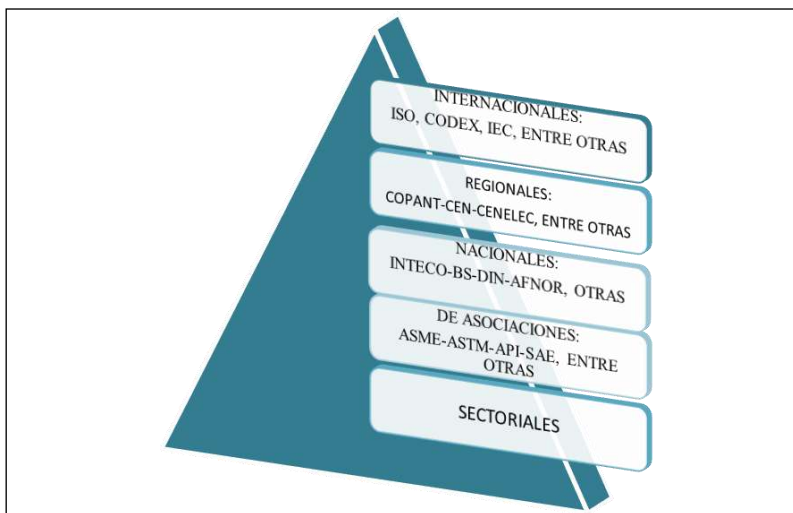 INTERNACIONALES:
ISO, CODEX, IEC, ENTRE OTRAS
REGIONALES:
COPANT-CEN-CENELEC, ENTRE OTRAS
NACIONALES:
INTECO-BS-DIN-AFNOR, OTRAS
DE ASOCIACIONES:
ASME-ASTM-API-SAE, ENTRE
OTRAS
SECTORIALES